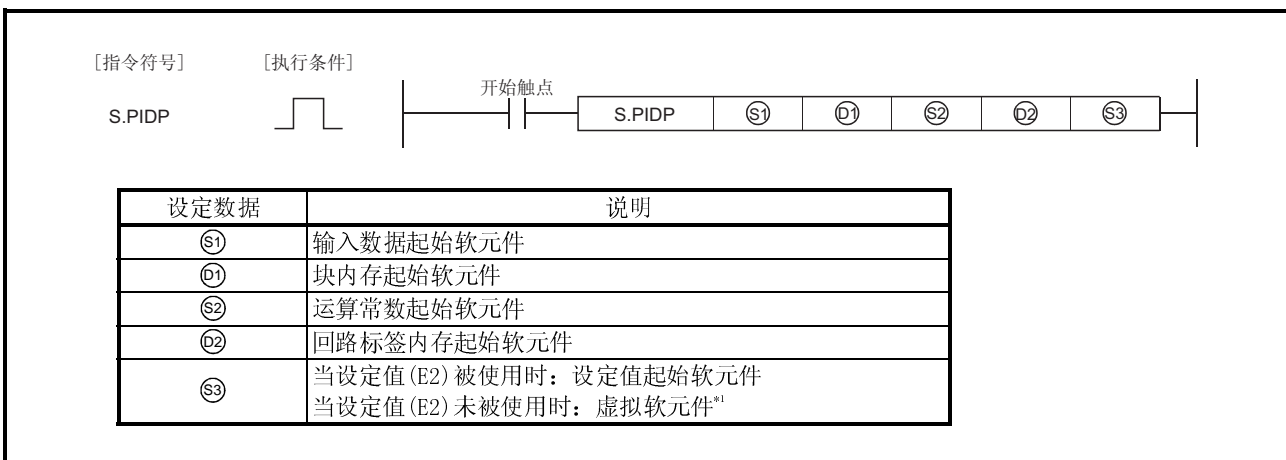 [指令符号] [执行条件]
开始触点
S.PIDP S.PIDP S1 D1 S2 D2 S3
设定数据 说明
S1 输入数据起始软元件
D1 块内存起始软元件
S2 运算常数起始软元件
D2 回路标签内存起始软元件
S3 当设定值(E2)被使用时：设定值起始软元件
当设定值(E2)未被使用时：虚拟软元件*1